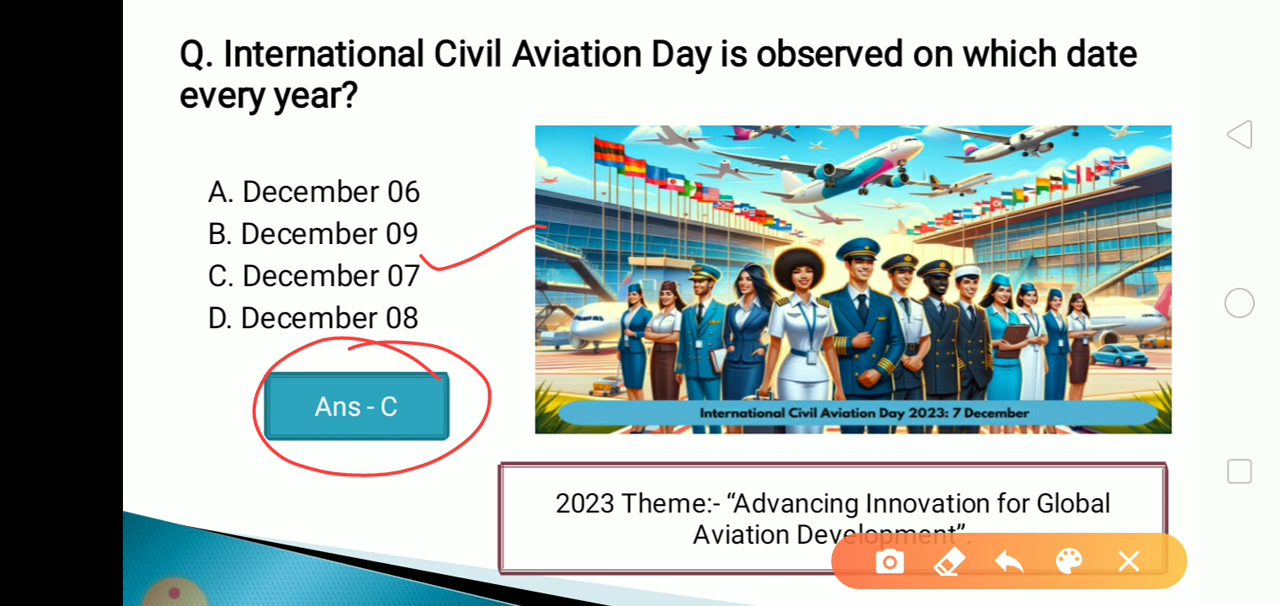 Q. International Civil Aviation Day is observed on which date
every year?
A. December 06
B. December 09
C. December 07
D. December 08
Ans - C
International Civil Aviation Day 2023: 7 December
2023 Theme:- “Advancing Innovation for Global
Aviation Development”.